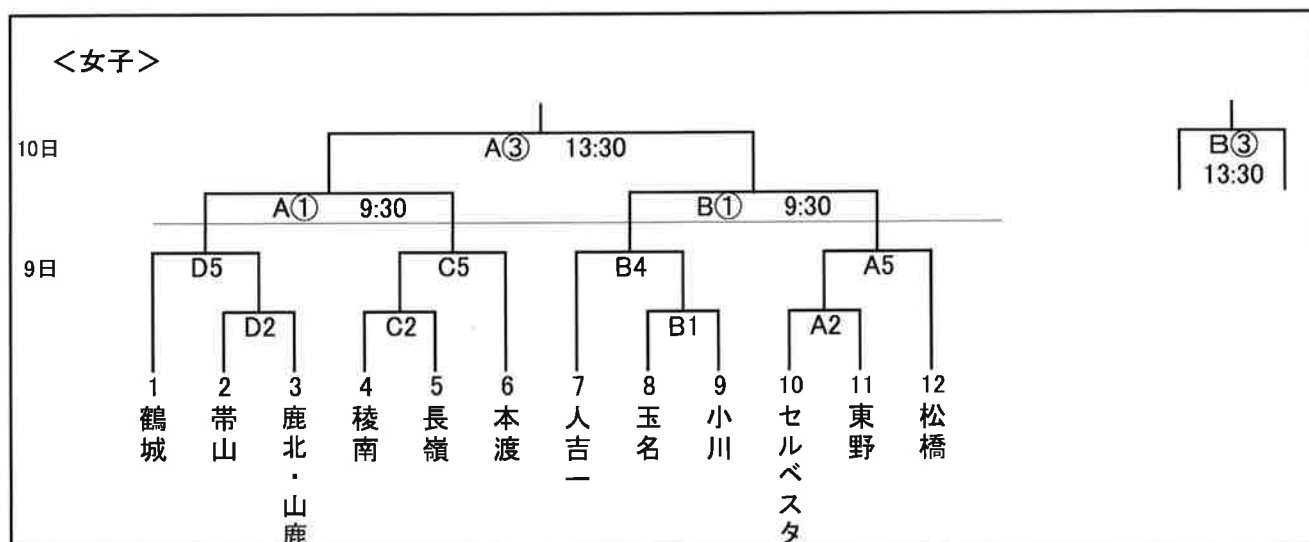 ＜女子＞
10日
A③ 13:30
B③
13:30
A① 9:30
B① 9:30
9日
D5
C5
B4
A5
D2
C2
B1
A2
1 2 3 4 5 6 7 8 9 10 11 12
鶴城
帯山
鹿北・山鹿
稜南
長嶺
本渡
人吉一
玉名
小川
セルベスタ
東野
松橋